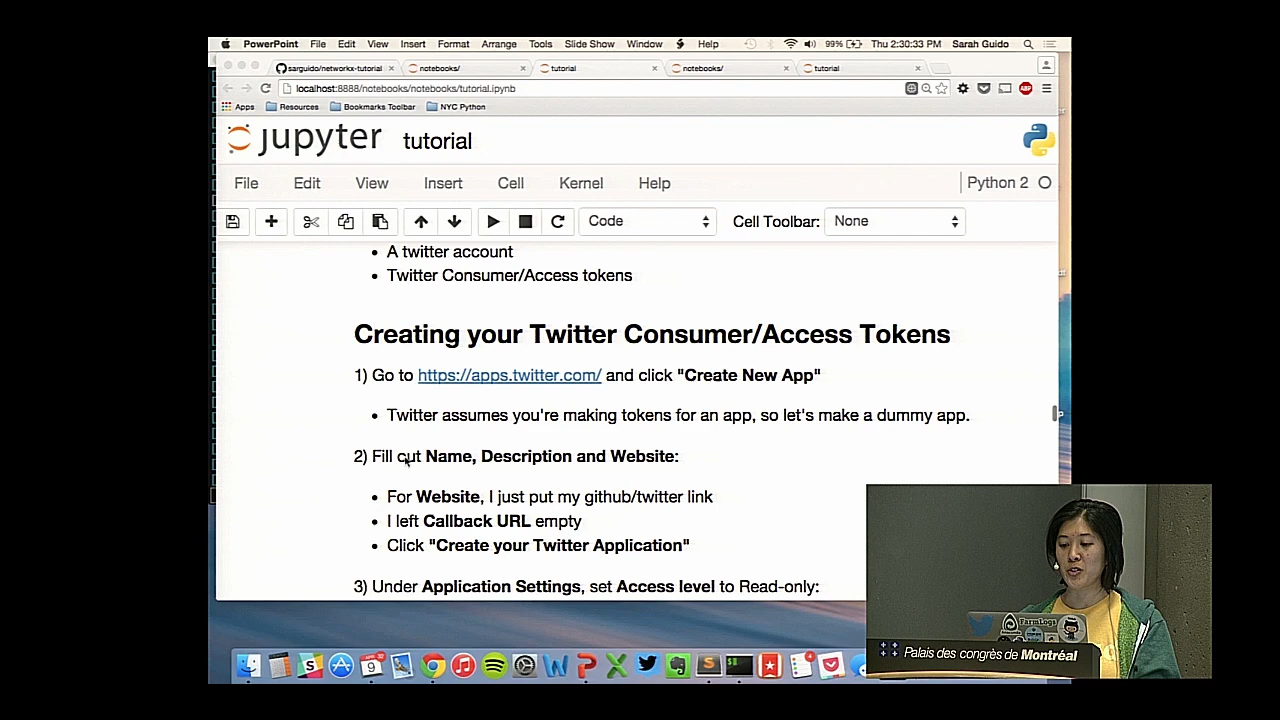 PowerPoint File Edit View Insert Format Arrange Tools Slide Show Window Help 99% Thu 2:30:33 PM Sarah Guido
sarguido/networkx-tutorial notebooks/ tutorial notebooks/ tutorial
localhost:8888/notebooks/notebooks/tutorial.ipynb
Apps Resources Bookmarks Toolbar NYC Python
jupyter tutorial
File Edit View Insert Cell Kernel Help Python 2
Code Cell Toolbar: None
• A twitter account
• Twitter Consumer/Access tokens
Creating your Twitter Consumer/Access Tokens
1) Go to https://apps.twitter.com/ and click "Create New App"
• Twitter assumes you're making tokens for an app, so let's make a dummy app.
2) Fill out Name, Description and Website:
• For Website, I just put my github/twitter link
• I left Callback URL empty
• Click "Create your Twitter Application"
3) Under Application Settings, set Access level to Read-only:
FarmLogs
Palais des congrès de Montréal